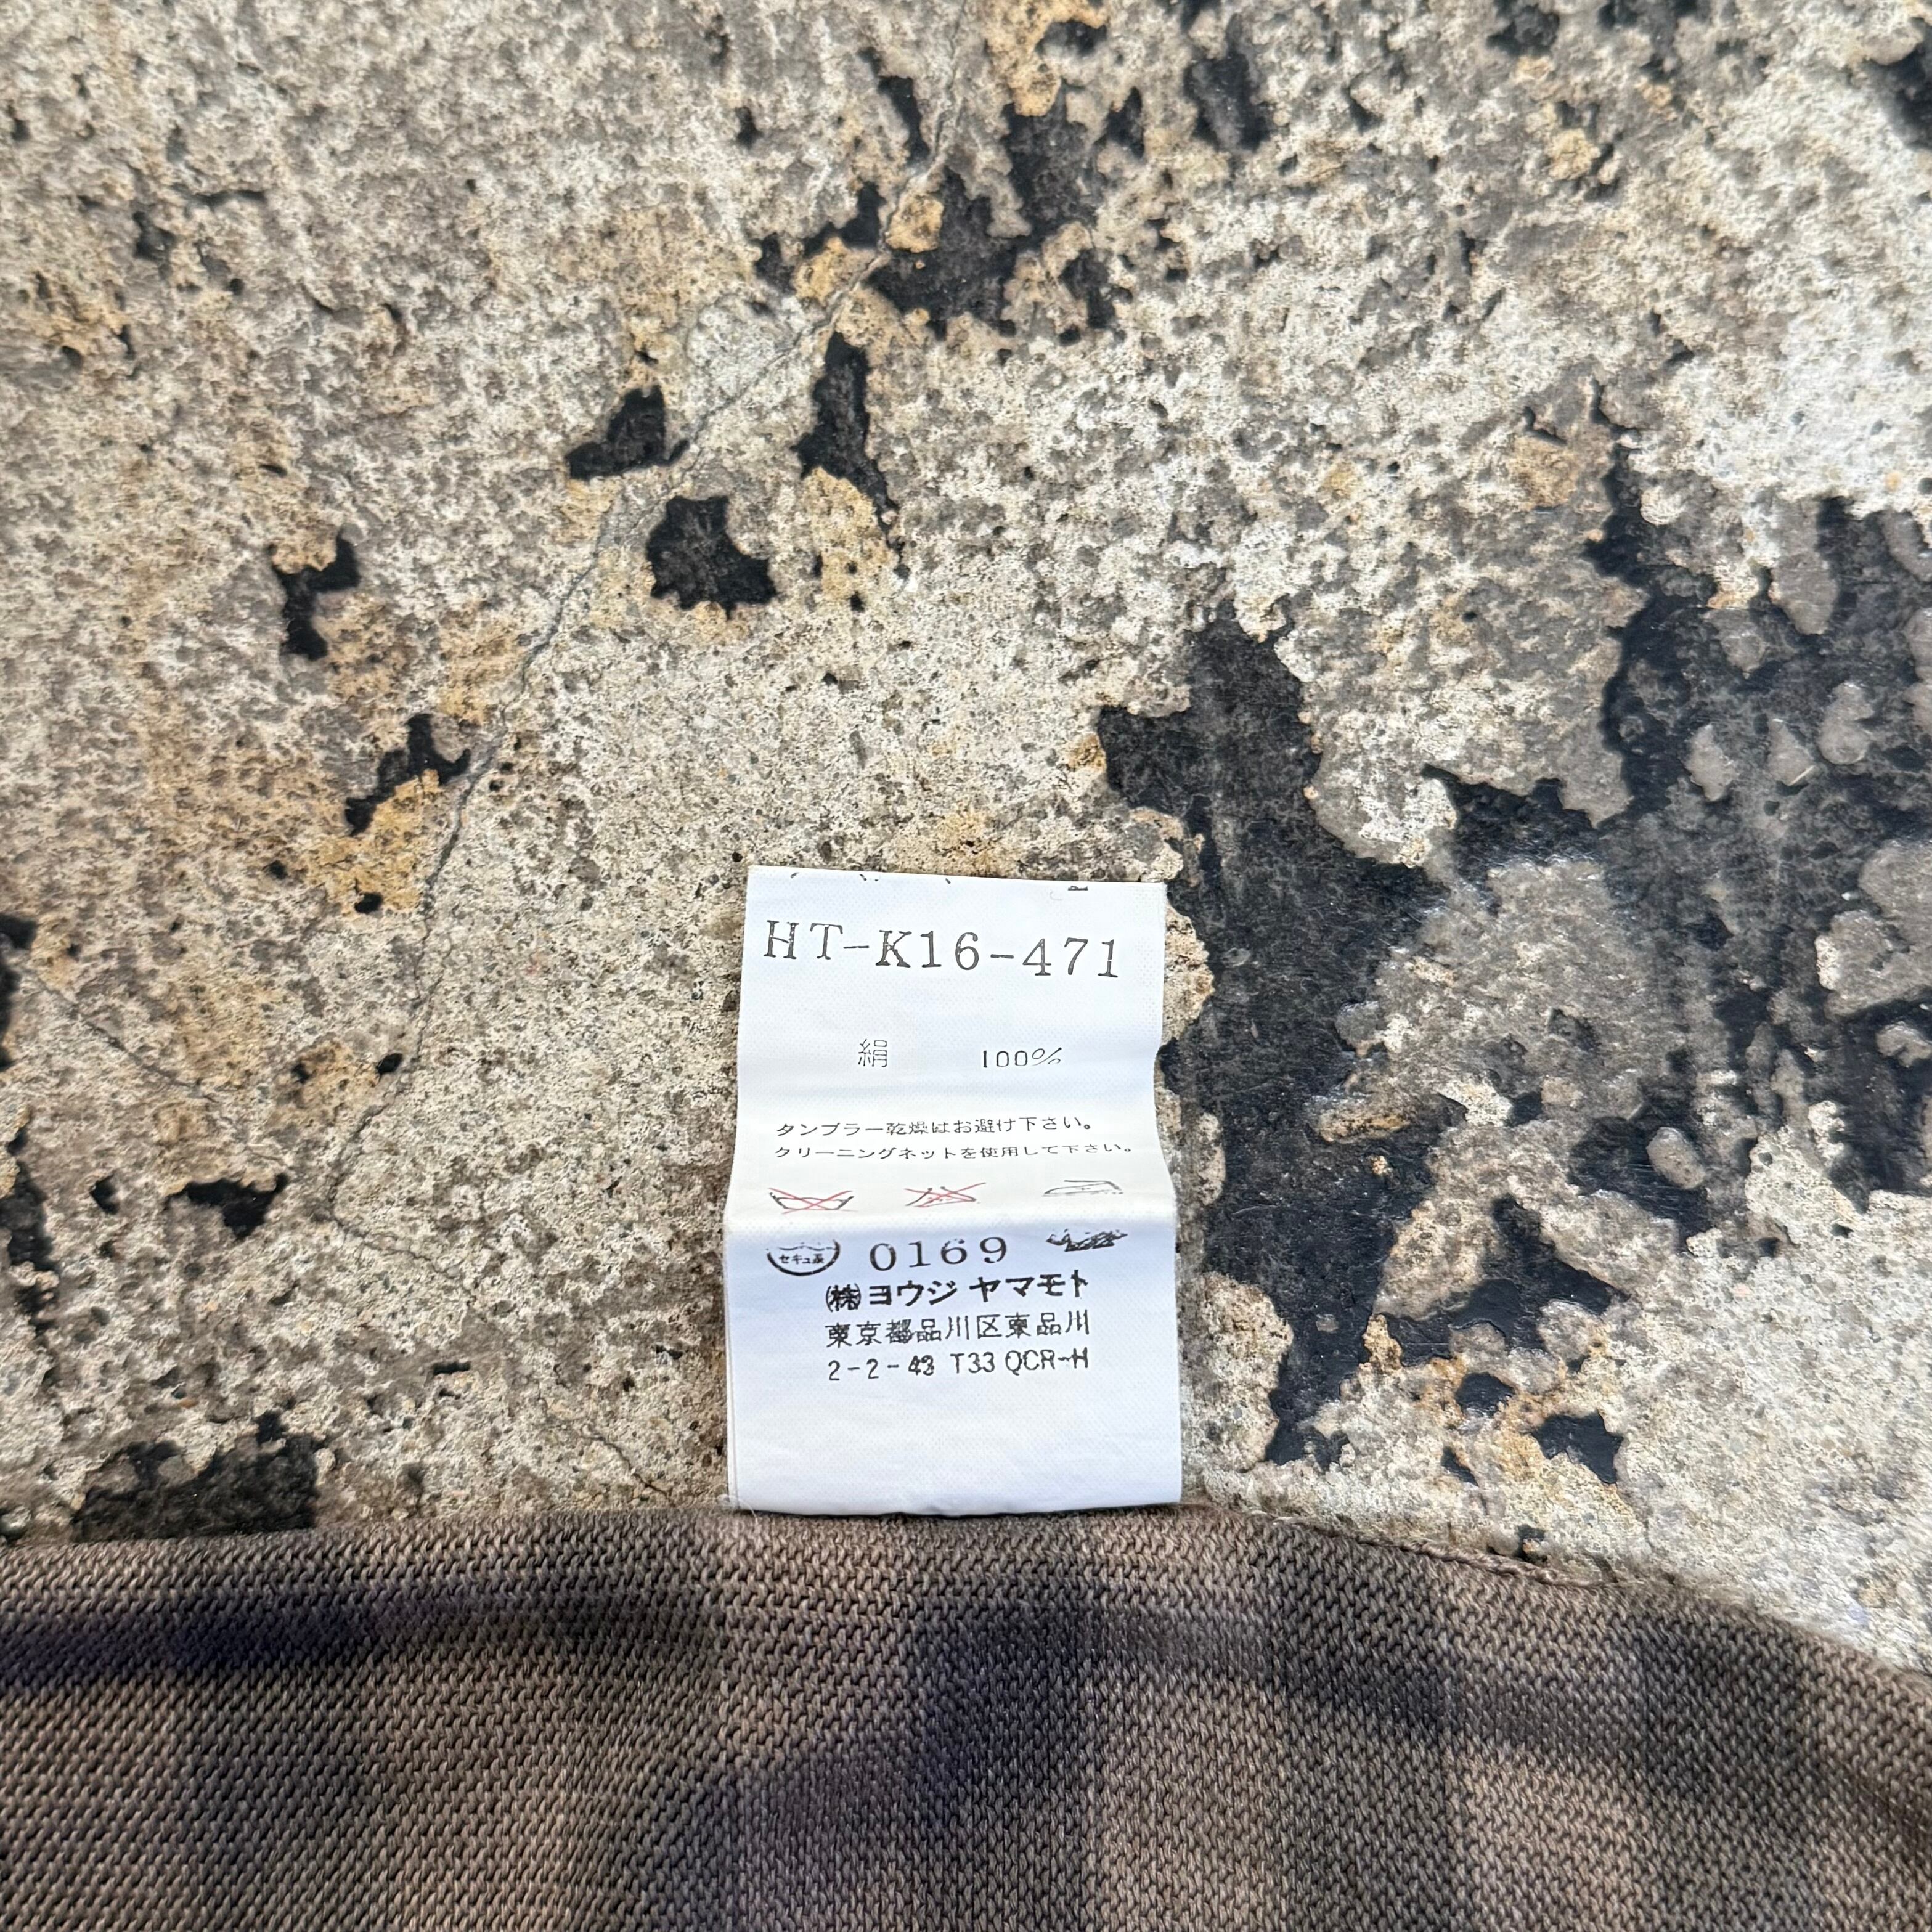 HT-K16-471
絹 100%
タンブラー乾燥はお避け下さい。
クリーニングネットを使用して下さい。
0169
㈱ヨウジ ヤマモト
東京都品川区東品川
2-2-43 T33 QCR-H